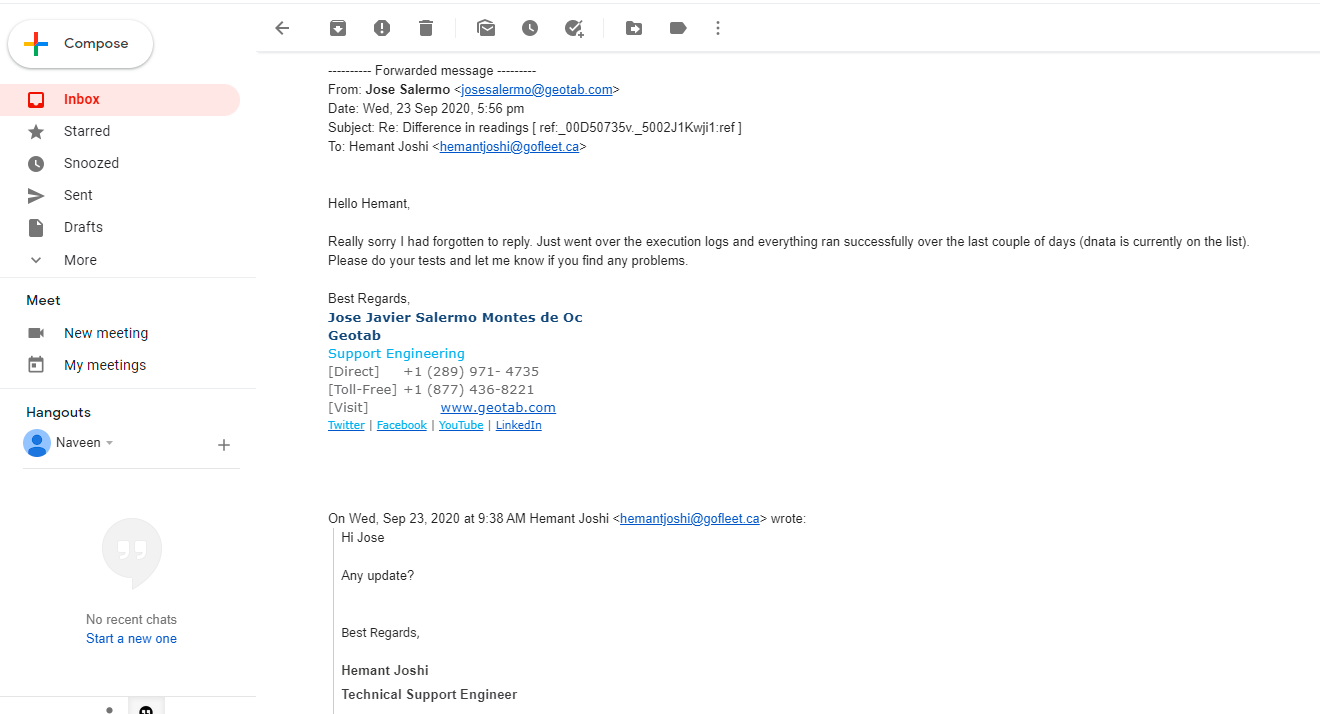 Compose
Inbox
Starred
Snoozed
Sent
Drafts
More
Meet
New meeting
My meetings
Hangouts
Naveen
No recent chats
Start a new one
---------- Forwarded message ---------
From: Jose Salermo <josesalermo@geotab.com>
Date: Wed, 23 Sep 2020, 5:56 pm
Subject: Re: Difference in readings [ ref:_00D50735v._5002J1Kwji1:ref ]
To: Hemant Joshi <hemantjoshi@gofleet.ca>
Hello Hemant,
Really sorry I had forgotten to reply. Just went over the execution logs and everything ran successfully over the last couple of days (dnata is currently on the list).
Please do your tests and let me know if you find any problems.
Best Regards,
Jose Javier Salermo Montes de Oc
Geotab
Support Engineering
[Direct] +1 (289) 971- 4735
[Toll-Free] +1 (877) 436-8221
[Visit] www.geotab.com
Twitter | Facebook | YouTube | LinkedIn
On Wed, Sep 23, 2020 at 9:38 AM Hemant Joshi <hemantjoshi@gofleet.ca> wrote:
Hi Jose
Any update?
Best Regards,
Hemant Joshi
Technical Support Engineer